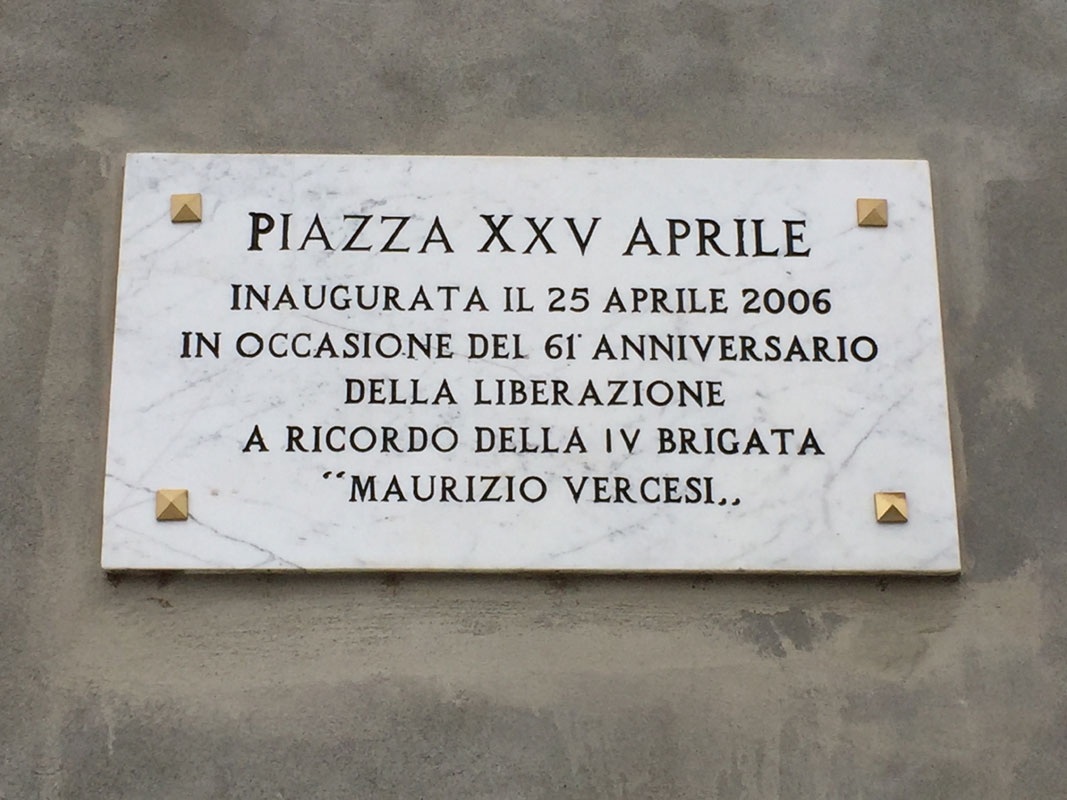 PIAZZA XXV APRILE
INAUGURATA IL 25 APRILE 2006
IN OCCASIONE DEL 61° ANNIVERSARIO
DELLA LIBERAZIONE
A RICORDO DELLA IV BRIGATA
“MAURIZIO VERCESI„